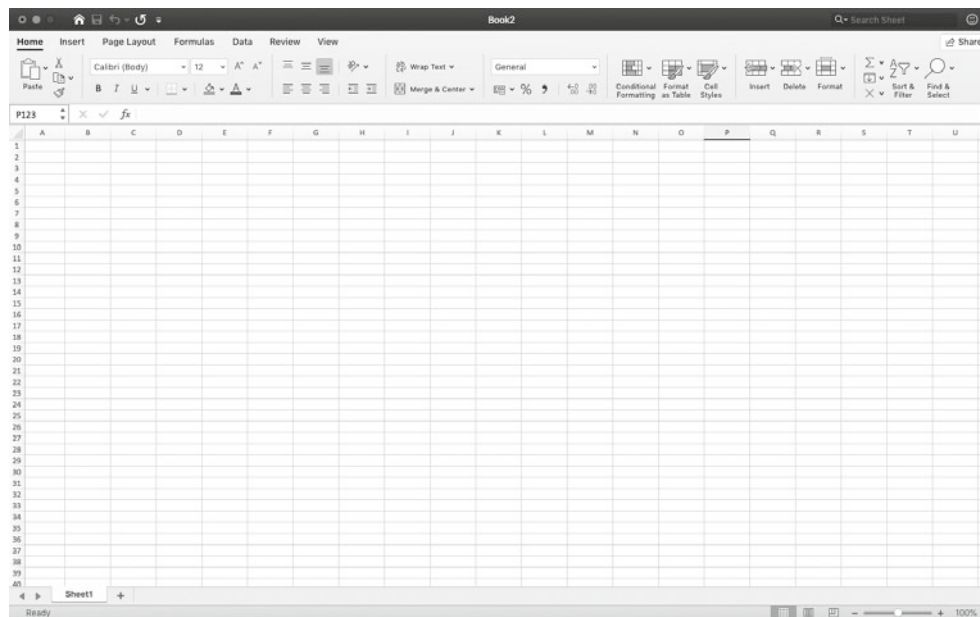 Book2
Search Sheet
Home Insert Page Layout Formulas Data Review View
Share
Paste
Calibri (Body) 12 A^ A˅
B I U A
Wrap Text
Merge & Center
General
%
Conditional Formatting
Format as Table
Cell Styles
Insert Delete Format
Sort & Filter
Find & Select
P123 fx
A B C D E F G H I J K L M N O P Q R S T U
1
2
3
4
5
6
7
8
9
10
11
12
13
14
15
16
17
18
19
20
21
22
23
24
25
26
27
28
29
30
31
32
33
34
35
36
37
38
39
40
Sheet1 +
Ready
- + 100%